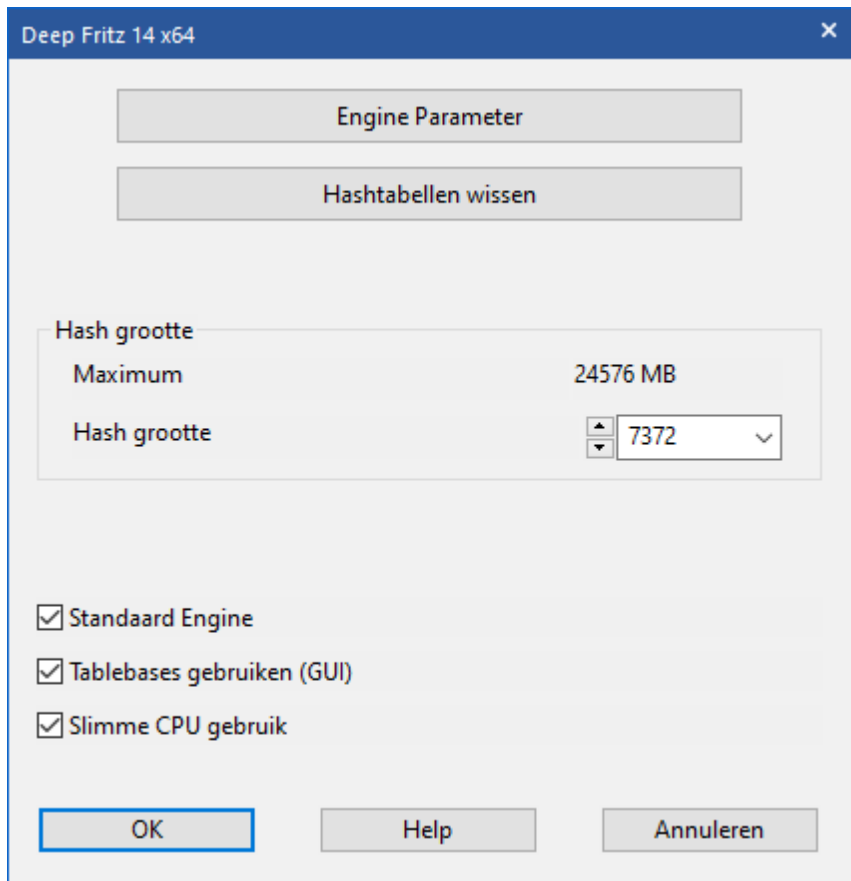 Deep Fritz 14 x64
Engine Parameter
Hashtabellen wissen
Hash grootte
Maximum 24576 MB
Hash grootte 7372
Standaard Engine
Tablebases gebruiken (GUI)
Slimme CPU gebruik
OK Help Annuleren